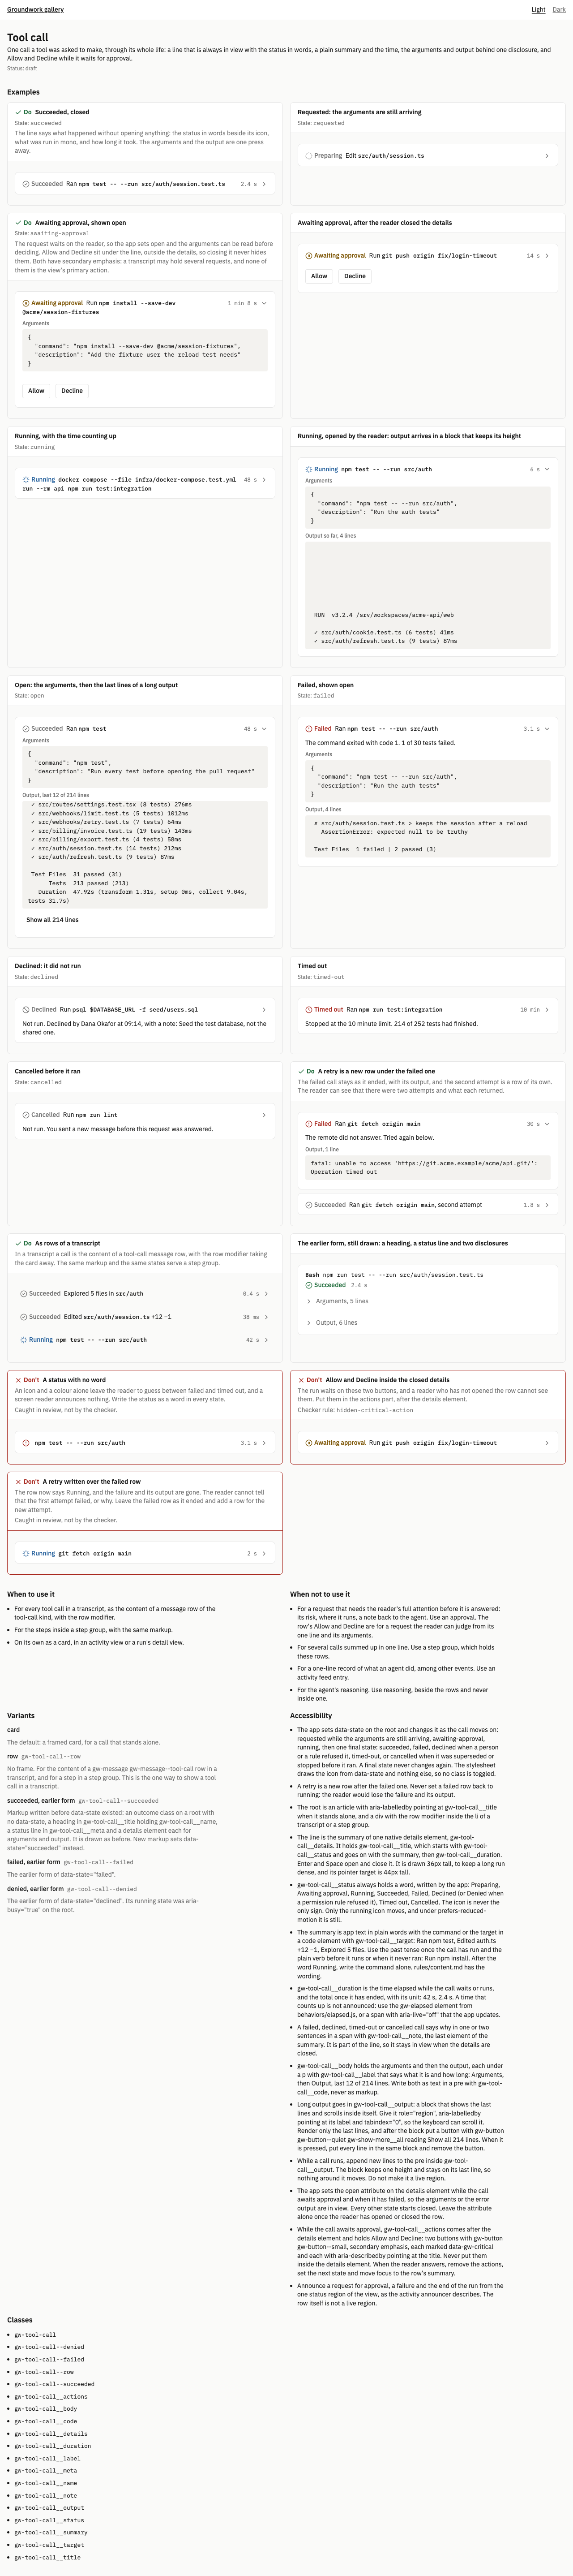 Groundwork gallery
Light Dark
Tool call
One call a tool was asked to make, through its whole life: a line that is always in view with the status in words, a plain summary and the time, the arguments and output behind one disclosure, and
Allow and Decline while it waits for approval.
Status: draft
Examples
Do Succeeded, closed
State: succeeded
The line says what happened without opening anything: the status in words beside its icon,
what was run in mono, and how long it took. The arguments and the output are one press
away.
Succeeded Ran npm test -- --run src/auth/session.test.ts 2.4 s
Requested: the arguments are still arriving
State: requested
Preparing Edit src/auth/session.ts
Do Awaiting approval, shown open
State: awaiting-approval
The request waits on the reader, so the app sets open and the arguments can be read before
deciding. Allow and Decline sit under the line, outside the details, so closing it never hides
them. Both have secondary emphasis: a transcript may hold several requests, and none of
them is the view's primary action.
Awaiting approval Run npm install --save-dev 1 min 8 s
@acme/session-fixtures
Arguments
{
"command": "npm install --save-dev @acme/session-fixtures",
"description": "Add the fixture user the reload test needs"
}
Allow Decline
Awaiting approval, after the reader closed the details
Awaiting approval Run git push origin fix/login-timeout 14 s
Allow Decline
Running, with the time counting up
State: running
Running docker compose --file infra/docker-compose.test.yml 48 s
run --rm api npm run test:integration
Running, opened by the reader: output arrives in a block that keeps its height
Running npm test -- --run src/auth 6 s
Arguments
{
"command": "npm test -- --run src/auth",
"description": "Run the auth tests"
}
Output so far, 4 lines
RUN v3.2.4 /srv/workspaces/acme-api/web
✓ src/auth/cookie.test.ts (6 tests) 41ms
✓ src/auth/refresh.test.ts (9 tests) 87ms
Open: the arguments, then the last lines of a long output
State: open
Succeeded Ran npm test 48 s
Arguments
{
"command": "npm test",
"description": "Run every test before opening the pull request"
}
Output, last 12 of 214 lines
✓ src/routes/settings.test.tsx (8 tests) 276ms
✓ src/webhooks/limit.test.ts (5 tests) 1012ms
✓ src/webhooks/retry.test.ts (7 tests) 64ms
✓ src/billing/invoice.test.ts (19 tests) 143ms
✓ src/billing/export.test.ts (4 tests) 58ms
✓ src/auth/session.test.ts (14 tests) 212ms
✓ src/auth/refresh.test.ts (9 tests) 87ms
Test Files 31 passed (31)
Tests 213 passed (213)
Duration 47.92s (transform 1.31s, setup 0ms, collect 9.04s,
tests 31.7s)
Show all 214 lines
Failed, shown open
State: failed
Failed Ran npm test -- --run src/auth 3.1 s
The command exited with code 1. 1 of 30 tests failed.
Arguments
{
"command": "npm test -- --run src/auth",
"description": "Run the auth tests"
}
Output, 4 lines
✗ src/auth/session.test.ts > keeps the session after a reload
AssertionError: expected null to be truthy
Test Files 1 failed | 2 passed (3)
Declined: it did not run
State: declined
Declined Run psql $DATABASE_URL -f seed/users.sql
Not run. Declined by Dana Okafor at 09:14, with a note: Seed the test database, not the
shared one.
Timed out
State: timed-out
Timed out Ran npm run test:integration 10 min
Stopped at the 10 minute limit. 214 of 252 tests had finished.
Cancelled before it ran
State: cancelled
Cancelled Run npm run lint
Not run. You sent a new message before this request was answered.
Do A retry is a new row under the failed one
The failed call stays as it ended, with its output, and the second attempt is a row of its own.
The reader can see that there were two attempts and what each returned.
Failed Ran git fetch origin main 30 s
The remote did not answer. Tried again below.
Output, 1 line
fatal: unable to access 'https://git.acme.example/acme/api.git/':
Operation timed out
Succeeded Ran git fetch origin main, second attempt 1.8 s
Do As rows of a transcript
In a transcript a call is the content of a tool-call message row, with the row modifier taking
the card away. The same markup and the same states serve a step group.
Succeeded Explored 5 files in src/auth 0.4 s
Succeeded Edited src/auth/session.ts +12 −1 38 ms
Running npm test -- --run src/auth 42 s
The earlier form, still drawn: a heading, a status line and two disclosures
Bash npm run test -- --run src/auth/session.test.ts
Succeeded 2.4 s
Arguments, 5 lines
Output, 6 lines
Don't A status with no word
An icon and a colour alone leave the reader to guess between failed and timed out, and a
screen reader announces nothing. Write the status as a word in every state.
Caught in review, not by the checker.
npm test -- --run src/auth 3.1 s
Don't Allow and Decline inside the closed details
The run waits on these two buttons, and a reader who has not opened the row cannot see
them. Put them in the actions part, after the details element.
Checker rule: hidden-critical-action
Awaiting approval Run git push origin fix/login-timeout
Don't A retry written over the failed row
The row now says Running, and the failure and its output are gone. The reader cannot tell
that the first attempt failed, or why. Leave the failed row as it ended and add a row for the
new attempt.
Caught in review, not by the checker.
Running git fetch origin main 2 s
When to use it
For every tool call in a transcript, as the content of a message row of the
tool-call kind, with the row modifier.
For the steps inside a step group, with the same markup.
On its own as a card, in an activity view or a run's detail view.
When not to use it
For a request that needs the reader's full attention before it is answered:
its risk, where it runs, a note back to the agent. Use an approval. The
row's Allow and Decline are for a request the reader can judge from its
one line and its arguments.
For several calls summed up in one line. Use a step group, which holds
these rows.
For a one-line record of what an agent did, among other events. Use an
activity feed entry.
For the agent's reasoning. Use reasoning, beside the rows and never
inside one.
Variants
card
The default: a framed card, for a call that stands alone.
row gw-tool-call--row
No frame. For the content of a gw-message gw-message--tool-call row in a
transcript, and for a step in a step group. This is the one way to show a tool
call in a transcript.
succeeded, earlier form gw-tool-call--succeeded
Markup written before data-state existed: an outcome class on a root with
no data-state, a heading in gw-tool-call__title holding gw-tool-call__name,
a status line in gw-tool-call__meta and a details element each for
arguments and output. It is drawn as before. New markup sets data-
state="succeeded" instead.
failed, earlier form gw-tool-call--failed
The earlier form of data-state="failed".
denied, earlier form gw-tool-call--denied
The earlier form of data-state="declined". Its running state was aria-
busy="true" on the root.
Accessibility
The app sets data-state on the root and changes it as the call moves on:
requested while the arguments are still arriving, awaiting-approval,
running, then one final state: succeeded, failed, declined when a person
or a rule refused it, timed-out, or cancelled when it was superseded or
stopped before it ran. A final state never changes again. The stylesheet
draws the icon from data-state and nothing else, so no class is toggled.
A retry is a new row after the failed one. Never set a failed row back to
running: the reader would lose the failure and its output.
The root is an article with aria-labelledby pointing at gw-tool-call__title
when it stands alone, and a div with the row modifier inside the li of a
transcript or a step group.
The line is the summary of one native details element, gw-tool-
call__details. It holds gw-tool-call__title, which starts with gw-tool-
call__status and goes on with the summary, then gw-tool-call__duration.
Enter and Space open and close it. It is drawn 36px tall, to keep a long run
dense, and its pointer target is 44px tall.
gw-tool-call__status always holds a word, written by the app: Preparing,
Awaiting approval, Running, Succeeded, Failed, Declined (or Denied when
a permission rule refused it), Timed out, Cancelled. The icon is never the
only sign. Only the running icon moves, and under prefers-reduced-
motion it is still.
The summary is app text in plain words with the command or the target in
a code element with gw-tool-call__target: Ran npm test, Edited auth.ts
+12 −1, Explored 5 files. Use the past tense once the call has run and the
plain verb before it runs or when it never ran: Run npm install. After the
word Running, write the command alone. rules/content.md has the
wording.
gw-tool-call__duration is the time elapsed while the call waits or runs,
and the total once it has ended, with its unit: 42 s, 2.4 s. A time that
counts up is not announced: use the gw-elapsed element from
behaviors/elapsed.js, or a span with aria-live="off" that the app updates.
A failed, declined, timed-out or cancelled call says why in one or two
sentences in a span with gw-tool-call__note, the last element of the
summary. It is part of the line, so it stays in view when the details are
closed.
gw-tool-call__body holds the arguments and then the output, each under
a p with gw-tool-call__label that says what it is and how long: Arguments,
then Output, last 12 of 214 lines. Write both as text in a pre with gw-tool-
call__code, never as markup.
Long output goes in gw-tool-call__output: a block that shows the last
lines and scrolls inside itself. Give it role="region", aria-labelledby
pointing at its label and tabindex="0", so the keyboard can scroll it.
Render only the last lines, and after the block put a button with gw-button
gw-button--quiet gw-show-more__all reading Show all 214 lines. When it
is pressed, put every line in the same block and remove the button.
While a call runs, append new lines to the pre inside gw-tool-
call__output. The block keeps one height and stays on its last line, so
nothing around it moves. Do not make it a live region.
The app sets the open attribute on the details element while the call
awaits approval and when it has failed, so the arguments or the error
output are in view. Every other state starts closed. Leave the attribute
alone once the reader has opened or closed the row.
While the call awaits approval, gw-tool-call__actions comes after the
details element and holds Allow and Decline: two buttons with gw-button
gw-button--small, secondary emphasis, each marked data-gw-critical
and each with aria-describedby pointing at the title. Never put them
inside the details element. When the reader answers, remove the actions,
set the next state and move focus to the row's summary.
Announce a request for approval, a failure and the end of the run from the
one status region of the view, as the activity announcer describes. The
row itself is not a live region.
Classes
gw-tool-call
gw-tool-call--denied
gw-tool-call--failed
gw-tool-call--row
gw-tool-call--succeeded
gw-tool-call__actions
gw-tool-call__body
gw-tool-call__code
gw-tool-call__details
gw-tool-call__duration
gw-tool-call__label
gw-tool-call__meta
gw-tool-call__name
gw-tool-call__note
gw-tool-call__output
gw-tool-call__status
gw-tool-call__summary
gw-tool-call__target
gw-tool-call__title